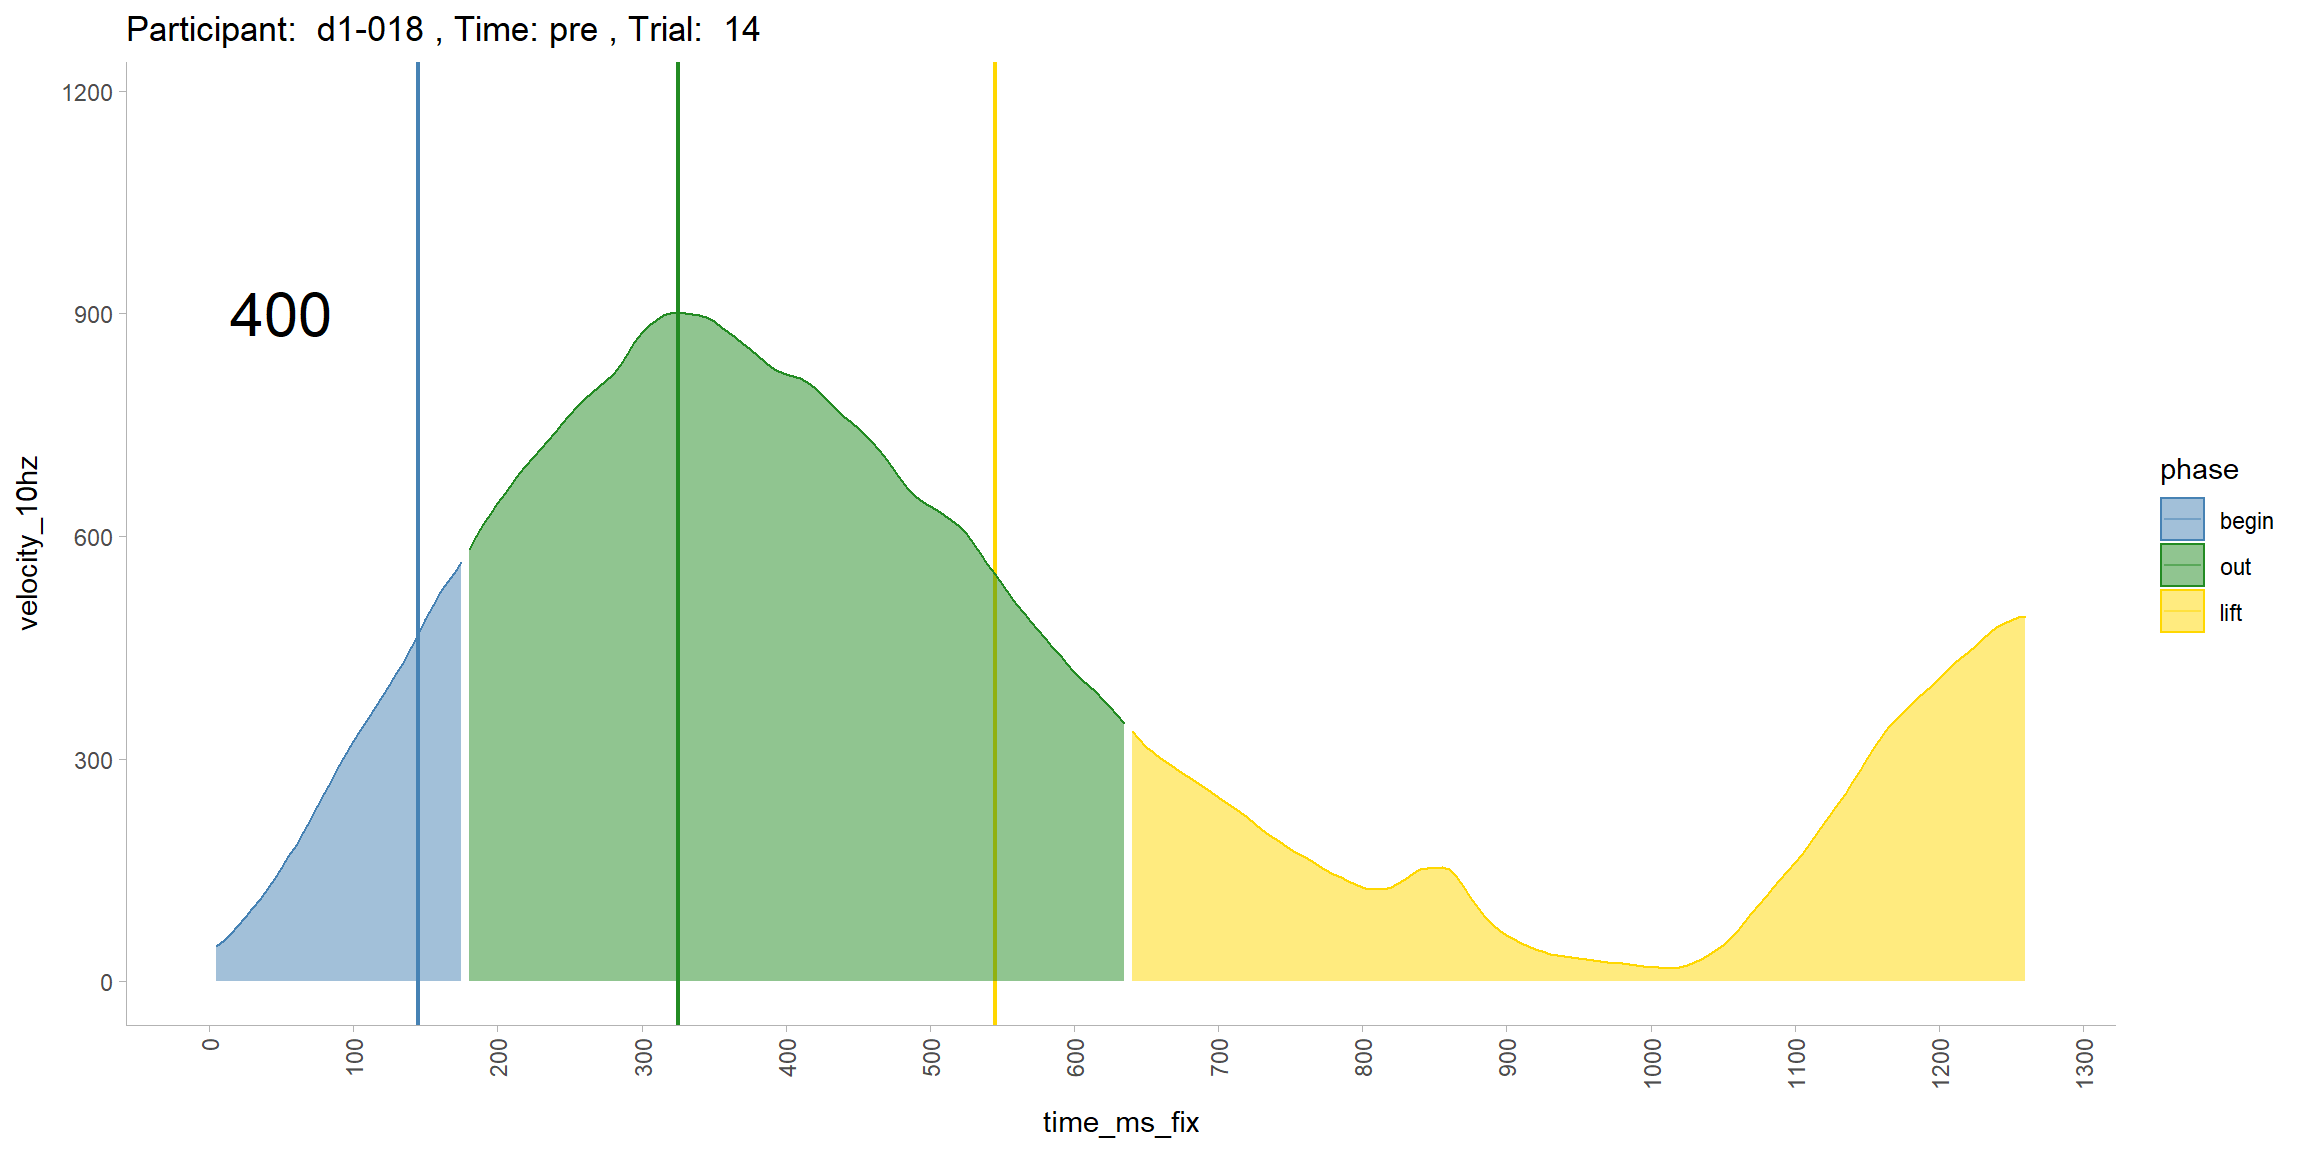 Participant:  d1-018 , Time: pre , Trial:  14
1200
900
600
300
0
400
velocity_10hz
0
100
200
300
400
500
600
700
800
900
1000
1100
1200
1300
time_ms_fix
phase
begin
out
lift